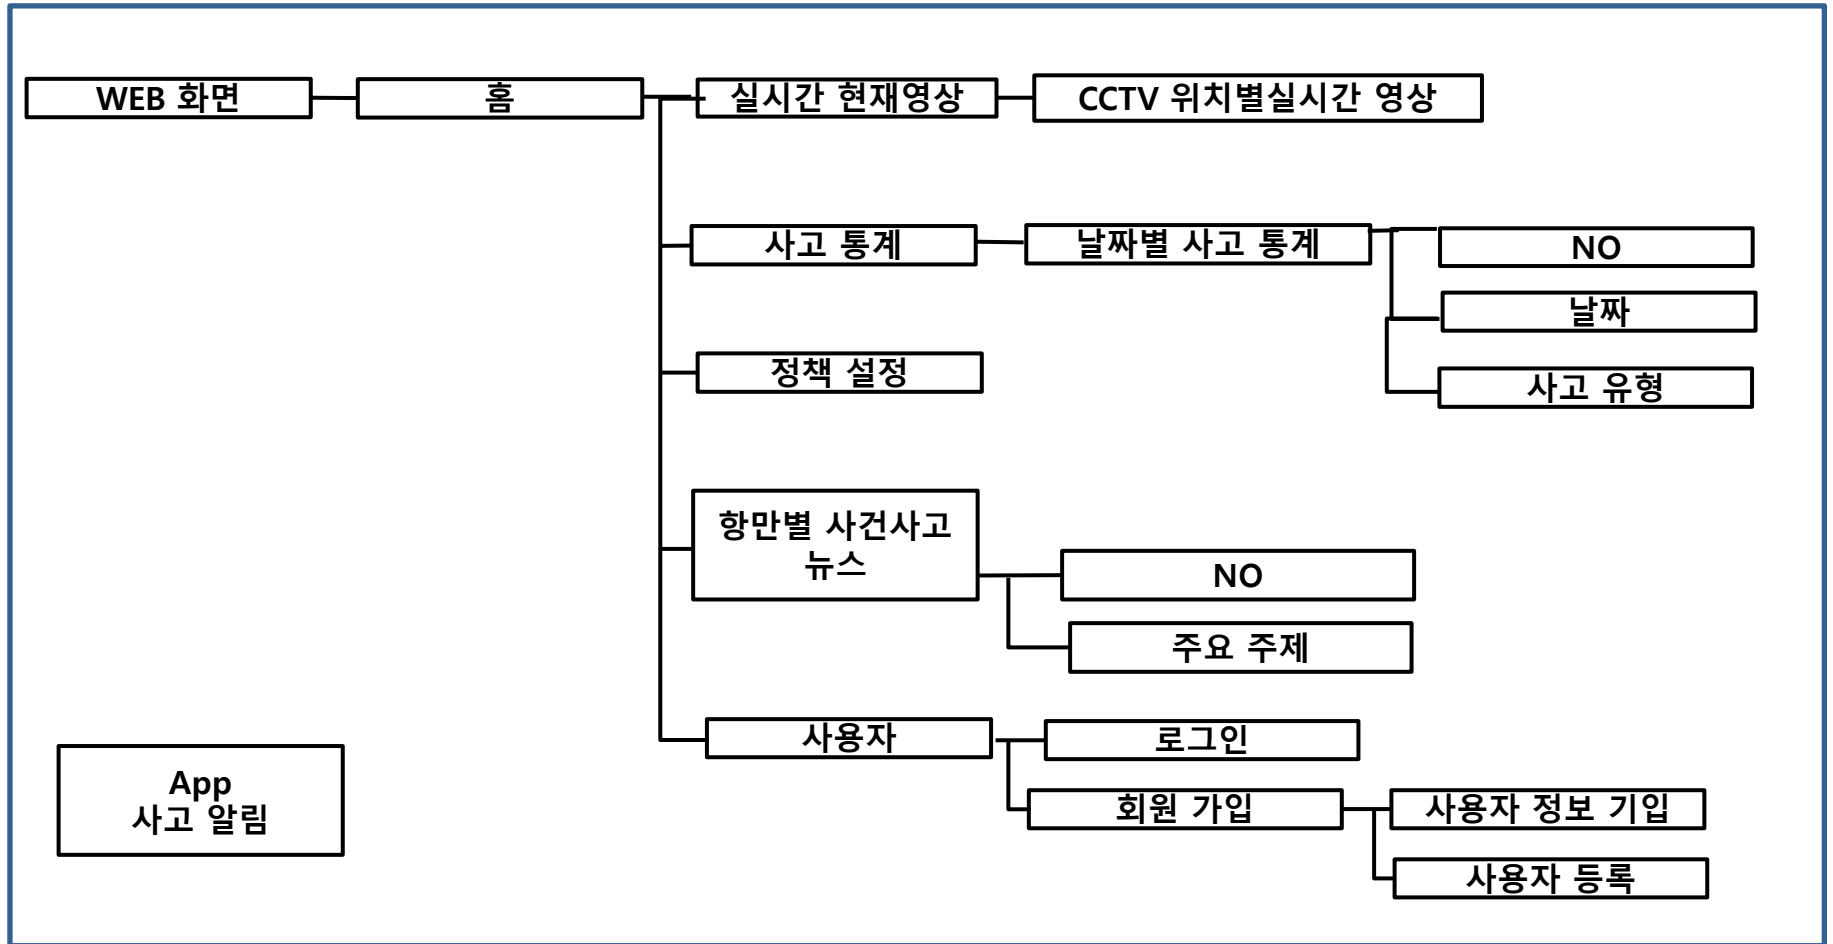 WEB 화면
홈
실시간 현재영상
CCTV 위치별실시간 영상
사고 통계
날짜별 사고 통계
NO
날짜
사고 유형
정책 설정
항만별 사건사고
뉴스
NO
주요 주제
사용자
로그인
회원 가입
사용자 정보 기입
사용자 등록
App
사고 알림